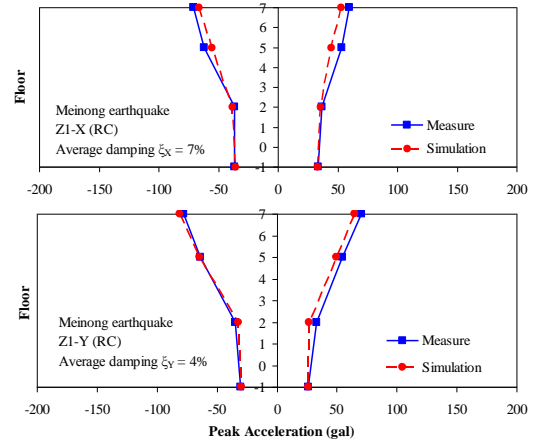 7
6
5
4
3
2
1
0
-1
Floor
Meinong earthquake
Z1-X (RC)
Average damping ξX = 7%
Measure
Simulation
-200 -150 -100 -50 0 50 100 150 200
7
6
5
4
3
2
1
0
-1
Floor
Meinong earthquake
Z1-Y (RC)
Average damping ξY = 4%
Measure
Simulation
-200 -150 -100 -50 0 50 100 150 200
Peak Acceleration (gal)